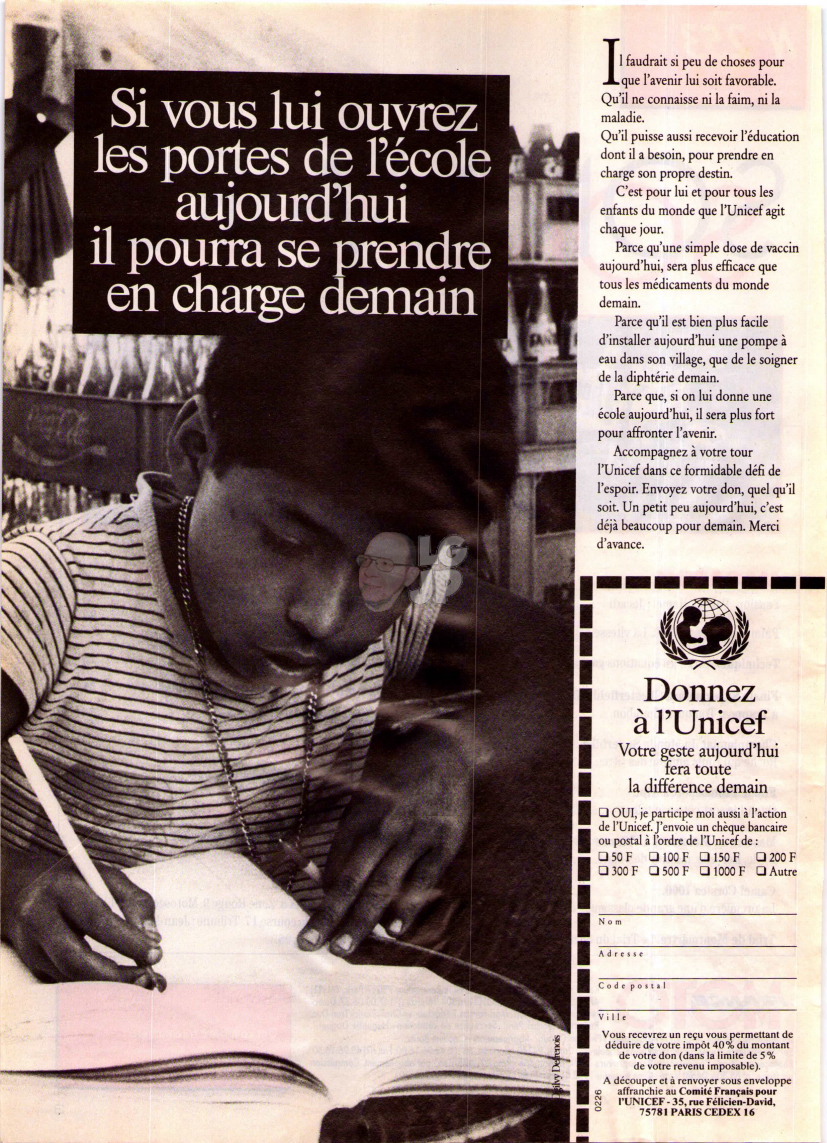 Si vous lui ouvrez
les portes de l'école
aujourd'hui
il pourra se prendre
en charge demain
Coca-Cola
FANTA
LG
JP
Ogilvy Defrenois
Il faudrait si peu de choses pour
que l'avenir lui soit favorable.
Qu'il ne connaisse ni la faim, ni la
maladie.
Qu'il puisse aussi recevoir l'éducation
dont il a besoin, pour prendre en
charge son propre destin.
C'est pour lui et pour tous les
enfants du monde que l'Unicef agit
chaque jour.
Parce qu'une simple dose de vaccin
aujourd'hui, sera plus efficace que
tous les médicaments du monde
demain.
Parce qu'il est bien plus facile
d'installer aujourd'hui une pompe à
eau dans son village, que de le soigner
de la diphtérie demain.
Parce que, si on lui donne une
école aujourd'hui, il sera plus fort
pour affronter l'avenir.
Accompagnez à votre tour
l'Unicef dans ce formidable défi de
l'espoir. Envoyez votre don, quel qu'il
soit. Un petit peu aujourd'hui, c'est
déjà beaucoup pour demain. Merci
d'avance.
Donnez
à l'Unicef
Votre geste aujourd'hui
fera toute
la différence demain
❏ OUI, je participe moi aussi à l'action
de l'Unicef. J'envoie un chèque bancaire
ou postal à l'ordre de l'Unicef de :
❏ 50 F ❏ 100 F ❏ 150 F ❏ 200 F
❏ 300 F ❏ 500 F ❏ 1000 F ❏ Autre
Nom
Adresse
Code postal
Ville
Vous recevrez un reçu vous permettant de
déduire de votre impôt 40 % du montant
de votre don (dans la limite de 5 %
de votre revenu imposable).
A découper et à renvoyer sous enveloppe
affranchie au Comité Français pour
l'UNICEF - 35, rue Félicien-David,
75781 PARIS CEDEX 16
0226